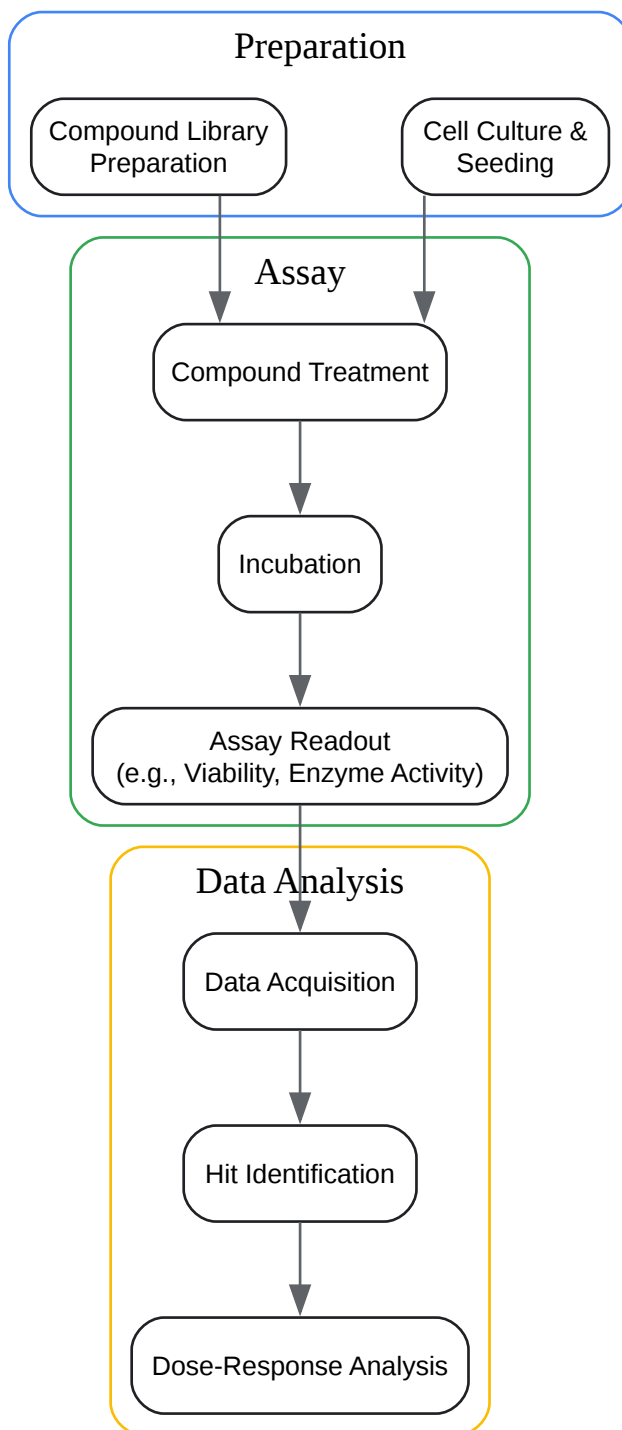 Preparation
Compound Library
Preparation
Cell Culture &
Seeding
Assay
Compound Treatment
Incubation
Assay Readout
(e.g., Viability, Enzyme Activity)
Data Analysis
Data Acquisition
Hit Identification
Dose-Response Analysis